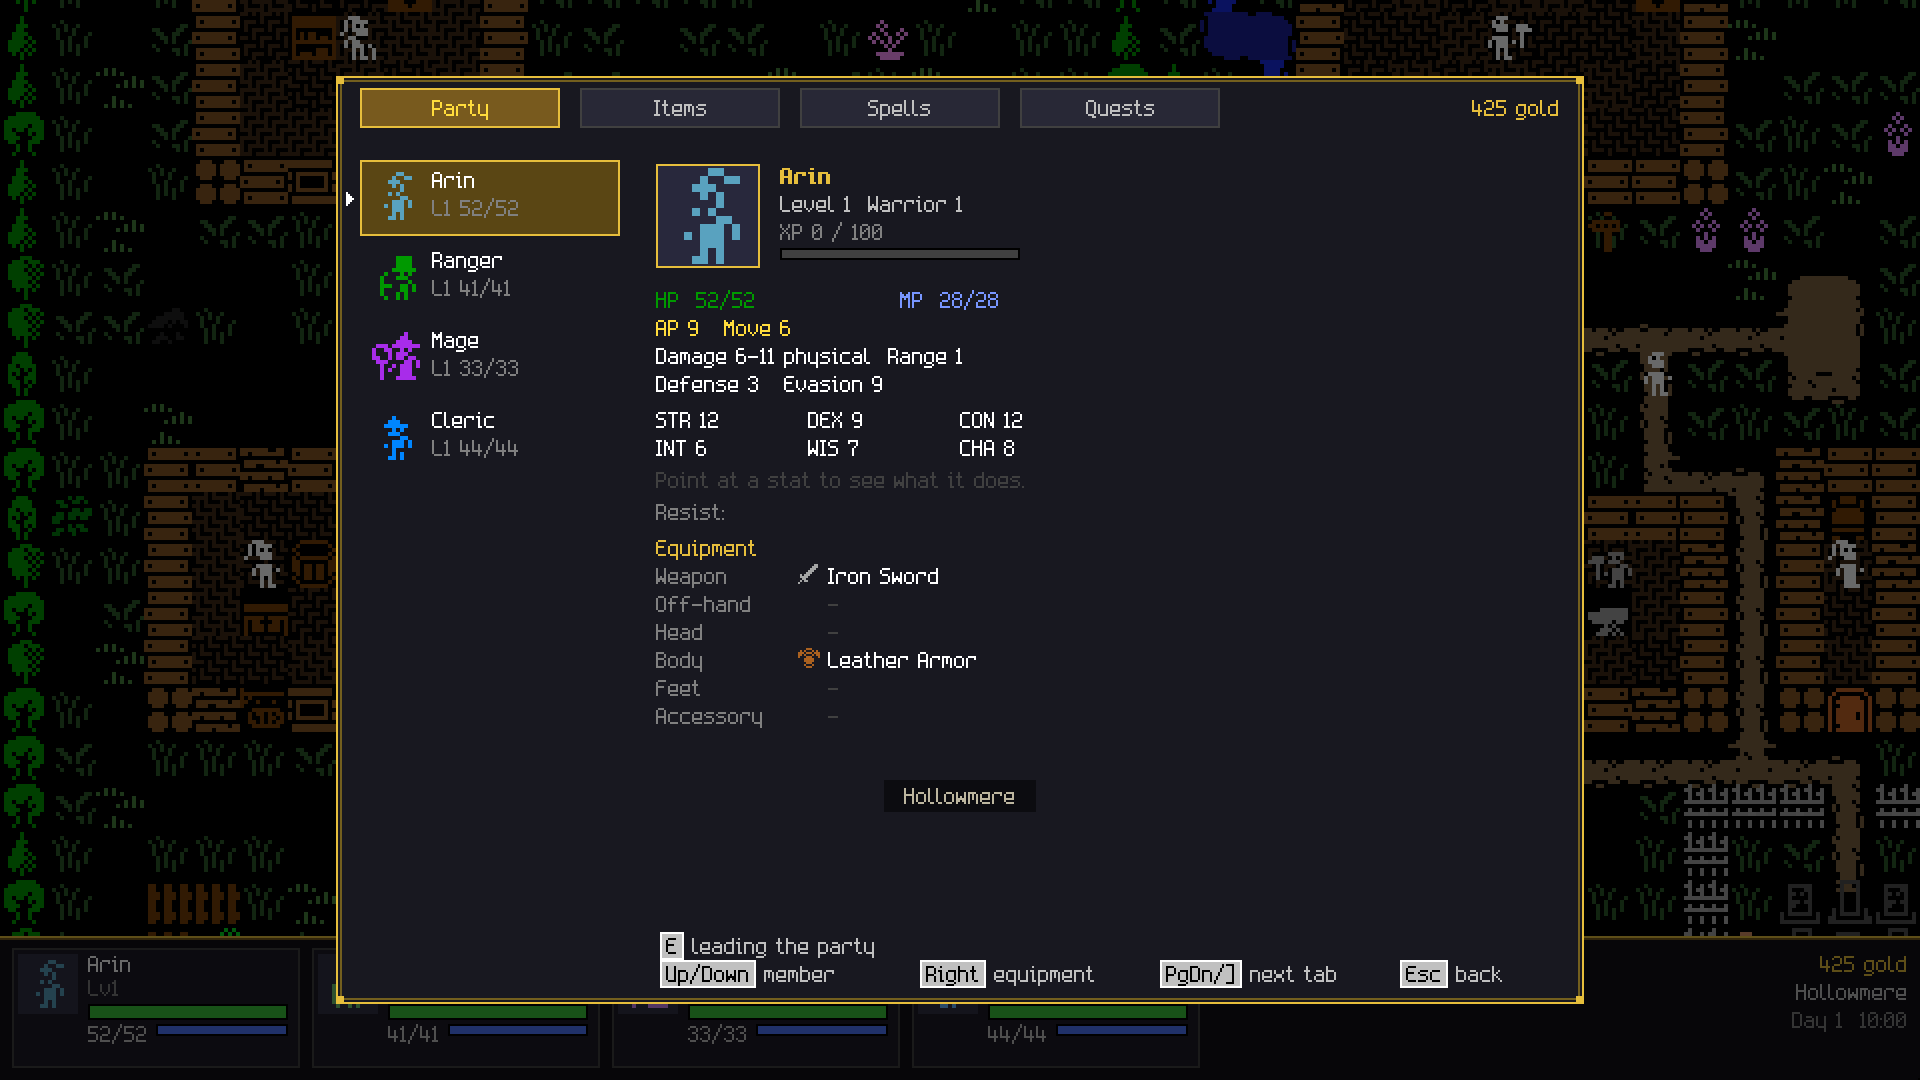 Party Items Spells Quests 425 gold
Arin
L1 52/52
Ranger
L1 41/41
Mage
L1 33/33
Cleric
L1 44/44
Arin
Level 1 Warrior 1
XP 0 / 100
HP 52/52 MP 28/28
AP 9 Move 6
Damage 6-11 physical Range 1
Defense 3 Evasion 9
STR 12 DEX 9 CON 12
INT 6 WIS 7 CHA 8
Point at a stat to see what it does.
Resist:
Equipment
Weapon Iron Sword
Off-hand -
Head -
Body Leather Armor
Feet -
Accessory -
Hollowmere
E leading the party
Up/Down member Right equipment PgDn/] next tab Esc back
Arin
Lv1
52/52
41/41
33/33
44/44
425 gold
Hollowmere
Day 1 10:00